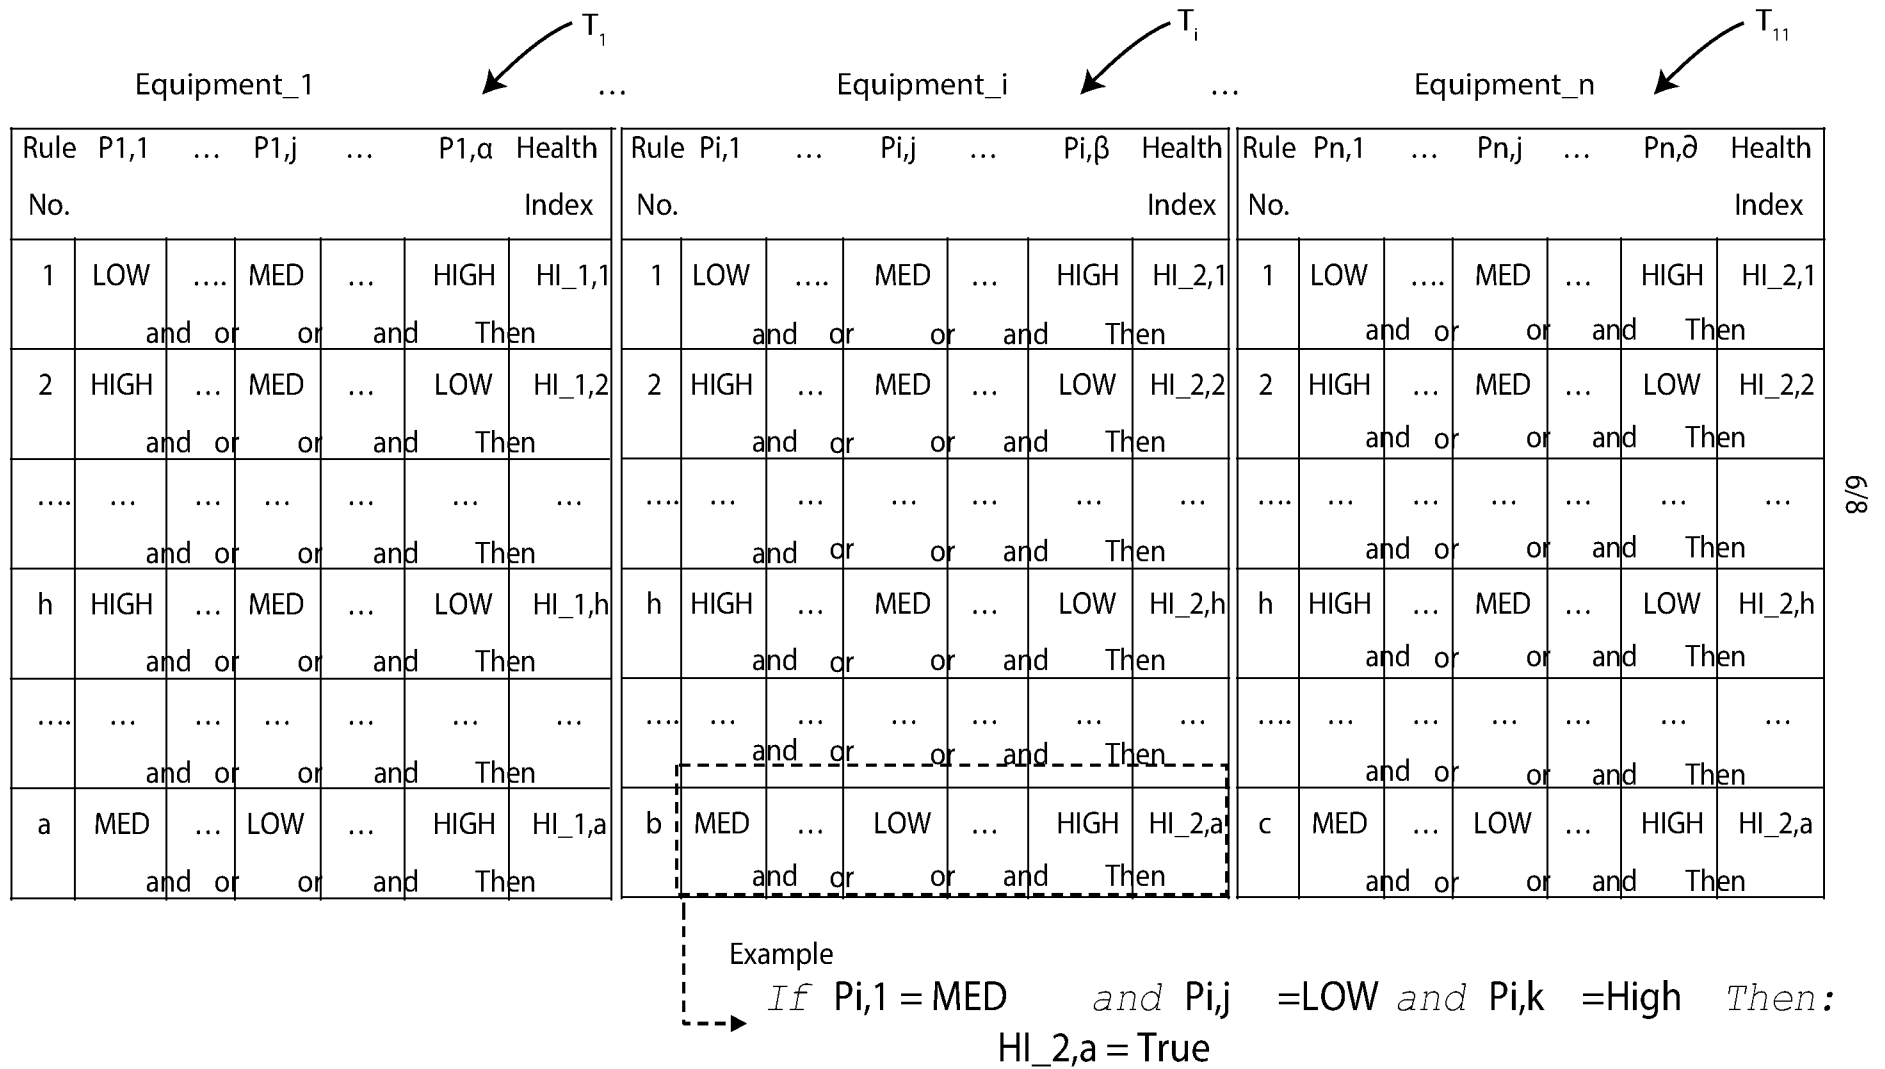 T1 Ti T11
Equipment_1 … Equipment_i … Equipment_n
Rule P1,1 … P1,j … P1,α Health Rule Pi,1 … Pi,j … Pi,β Health Rule Pn,1 … Pn,j … Pn,∂ Health
No. Index No. Index No. Index
1 LOW …. MED … HIGH HI_1,1 1 LOW …. MED … HIGH HI_2,1 1 LOW …. MED … HIGH HI_2,1
and or or and Then and or or and Then and or or and Then
2 HIGH … MED … LOW HI_1,2 2 HIGH … MED … LOW HI_2,2 2 HIGH … MED … LOW HI_2,2
and or or and Then and or or and Then and or or and Then
…. … … … … … … …. … … … … … … …. … … … … … …
and or or and Then and or or and Then and or or and Then
h HIGH … MED … LOW HI_1,h h HIGH … MED … LOW HI_2,h h HIGH … MED … LOW HI_2,h
and or or and Then and or or and Then and or or and Then
…. … … … … … … …. … … … … … … …. … … … … … …
and or or and Then and or or and Then and or or and Then
a MED … LOW … HIGH HI_1,a b MED … LOW … HIGH HI_2,a c MED … LOW … HIGH HI_2,a
and or or and Then and or or and Then and or or and Then
Example
If Pi,1 = MED and Pi,j =LOW and Pi,k =High Then:
HI_2,a = True
6/8